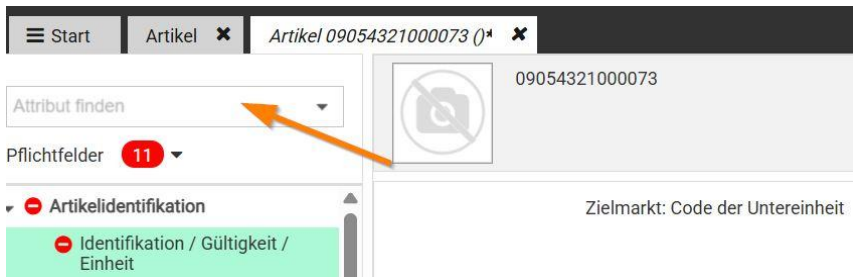 Start
Artikel
Artikel 09054321000073 ()*
Attribut finden
09054321000073
Pflichtfelder 11
Artikelidentifikation
Zielmarkt: Code der Untereinheit
Identifikation / Gültigkeit /
Einheit